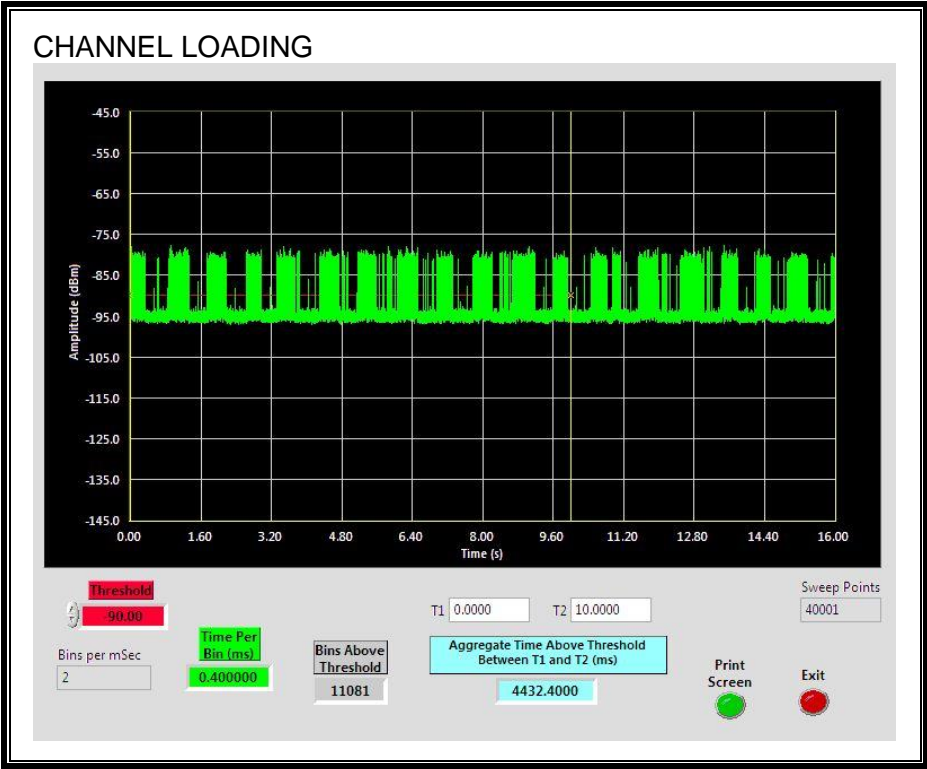 CHANNEL LOADING
-45.0
-55.0
-65.0
-75.0
-85.0
-95.0
-105.0
-115.0
-125.0
-135.0
-145.0
Amplitude (dBm)
0.00 1.60 3.20 4.80 6.40 8.00 9.60 11.20 12.80 14.40 16.00
Time (s)
Threshold
-90.00
Bins per mSec
2
Time Per
Bin (ms)
0.400000
Bins Above
Threshold
11081
T1 0.0000 T2 10.0000
Aggregate Time Above Threshold
Between T1 and T2 (ms)
4432.4000
Sweep Points
40001
Print
Screen
Exit